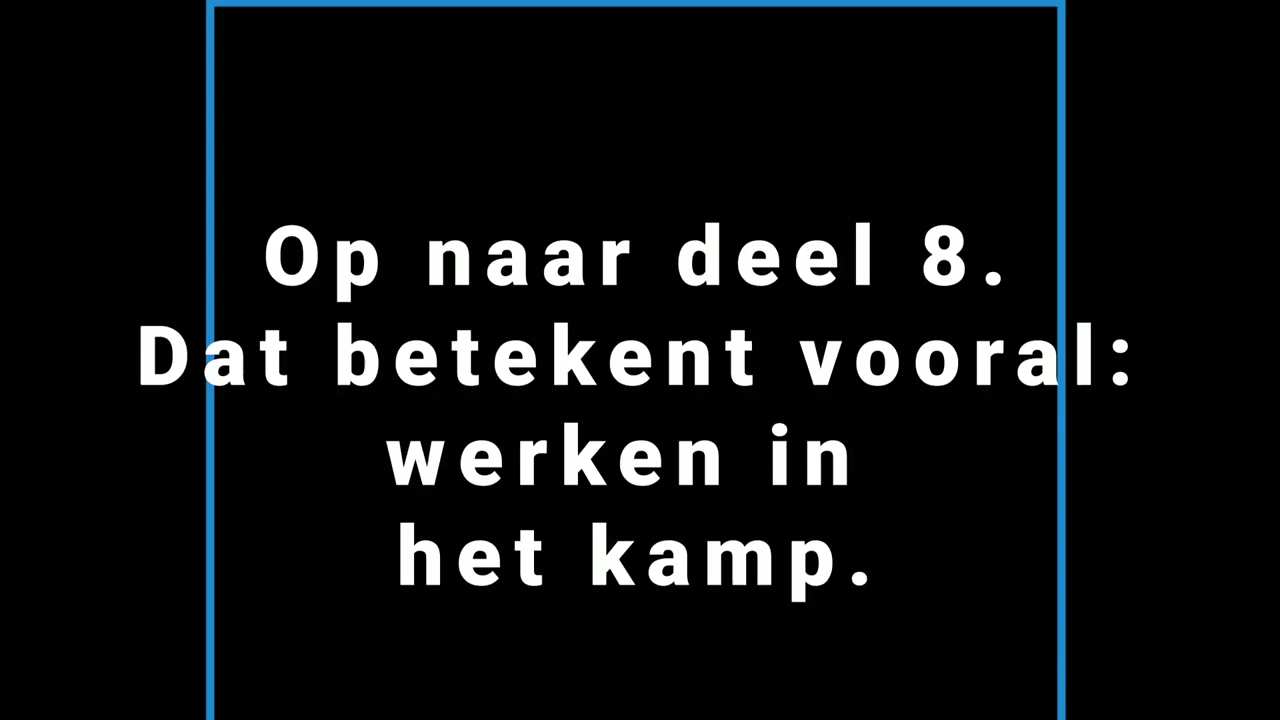 Op naar deel 8.
Dat betekent vooral:
werken in
het kamp.